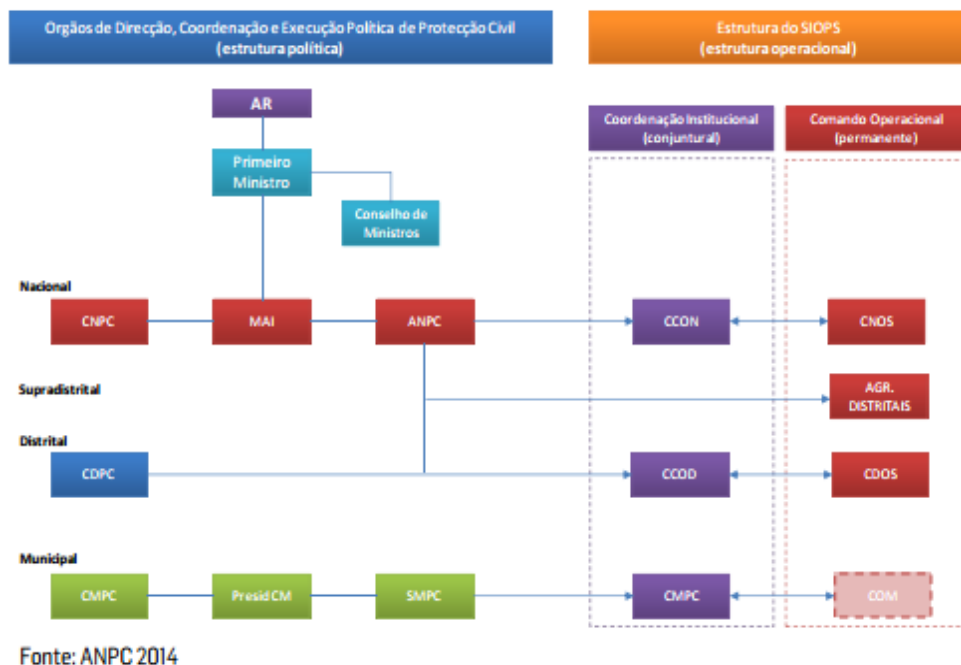 Orgãos de Direcção, Coordenação e Execução Política de Protecção Civil
(estrutura política)
Estrutura do SIOPS
(estrutura operacional)
AR
Coordenação Institucional
(conjuntural)
Comando Operacional
(permanente)
Primeiro
Ministro
Conselho de
Ministros
Nacional
CNPC
MAI
ANPC
CCON
CNOS
Supradistrital
AGR.
DISTRITAIS
Distrital
CDPC
CCOD
CDOS
Municipal
CMPC
Presid CM
SMPC
CMPC
COM
Fonte: ANPC 2014